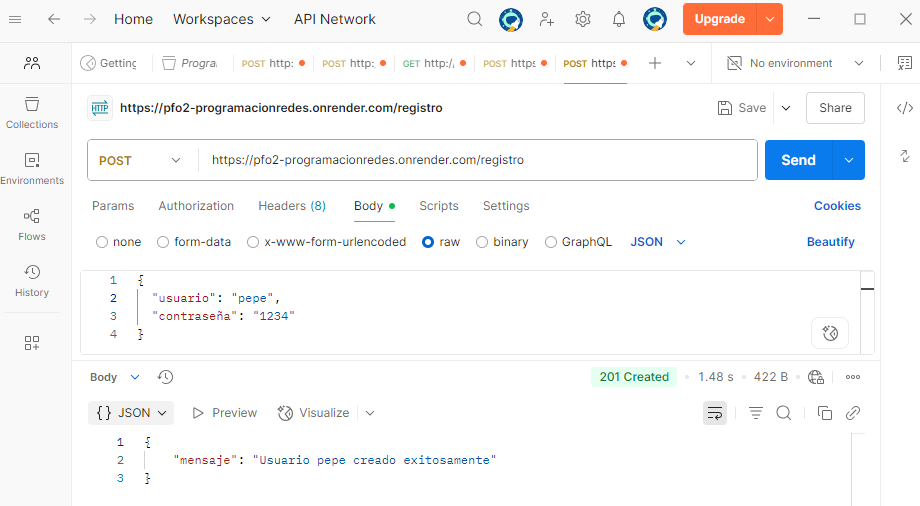 Home Workspaces API Network Upgrade
Getting Progra POST http: POST http: GET http:/ POST https POST https No environment
HTTP https://pfo2-programacionredes.onrender.com/registro Save Share
Collections
POST https://pfo2-programacionredes.onrender.com/registro Send
Environments
Params Authorization Headers (8) Body Scripts Settings Cookies
Flows
none form-data x-www-form-urlencoded raw binary GraphQL JSON Beautify
History
1 {
2 "usuario": "pepe",
3 "contraseña": "1234"
4 }
Body 201 Created 1.48 s 422 B
{} JSON Preview Visualize
1 {
2 "mensaje": "Usuario pepe creado exitosamente"
3 }